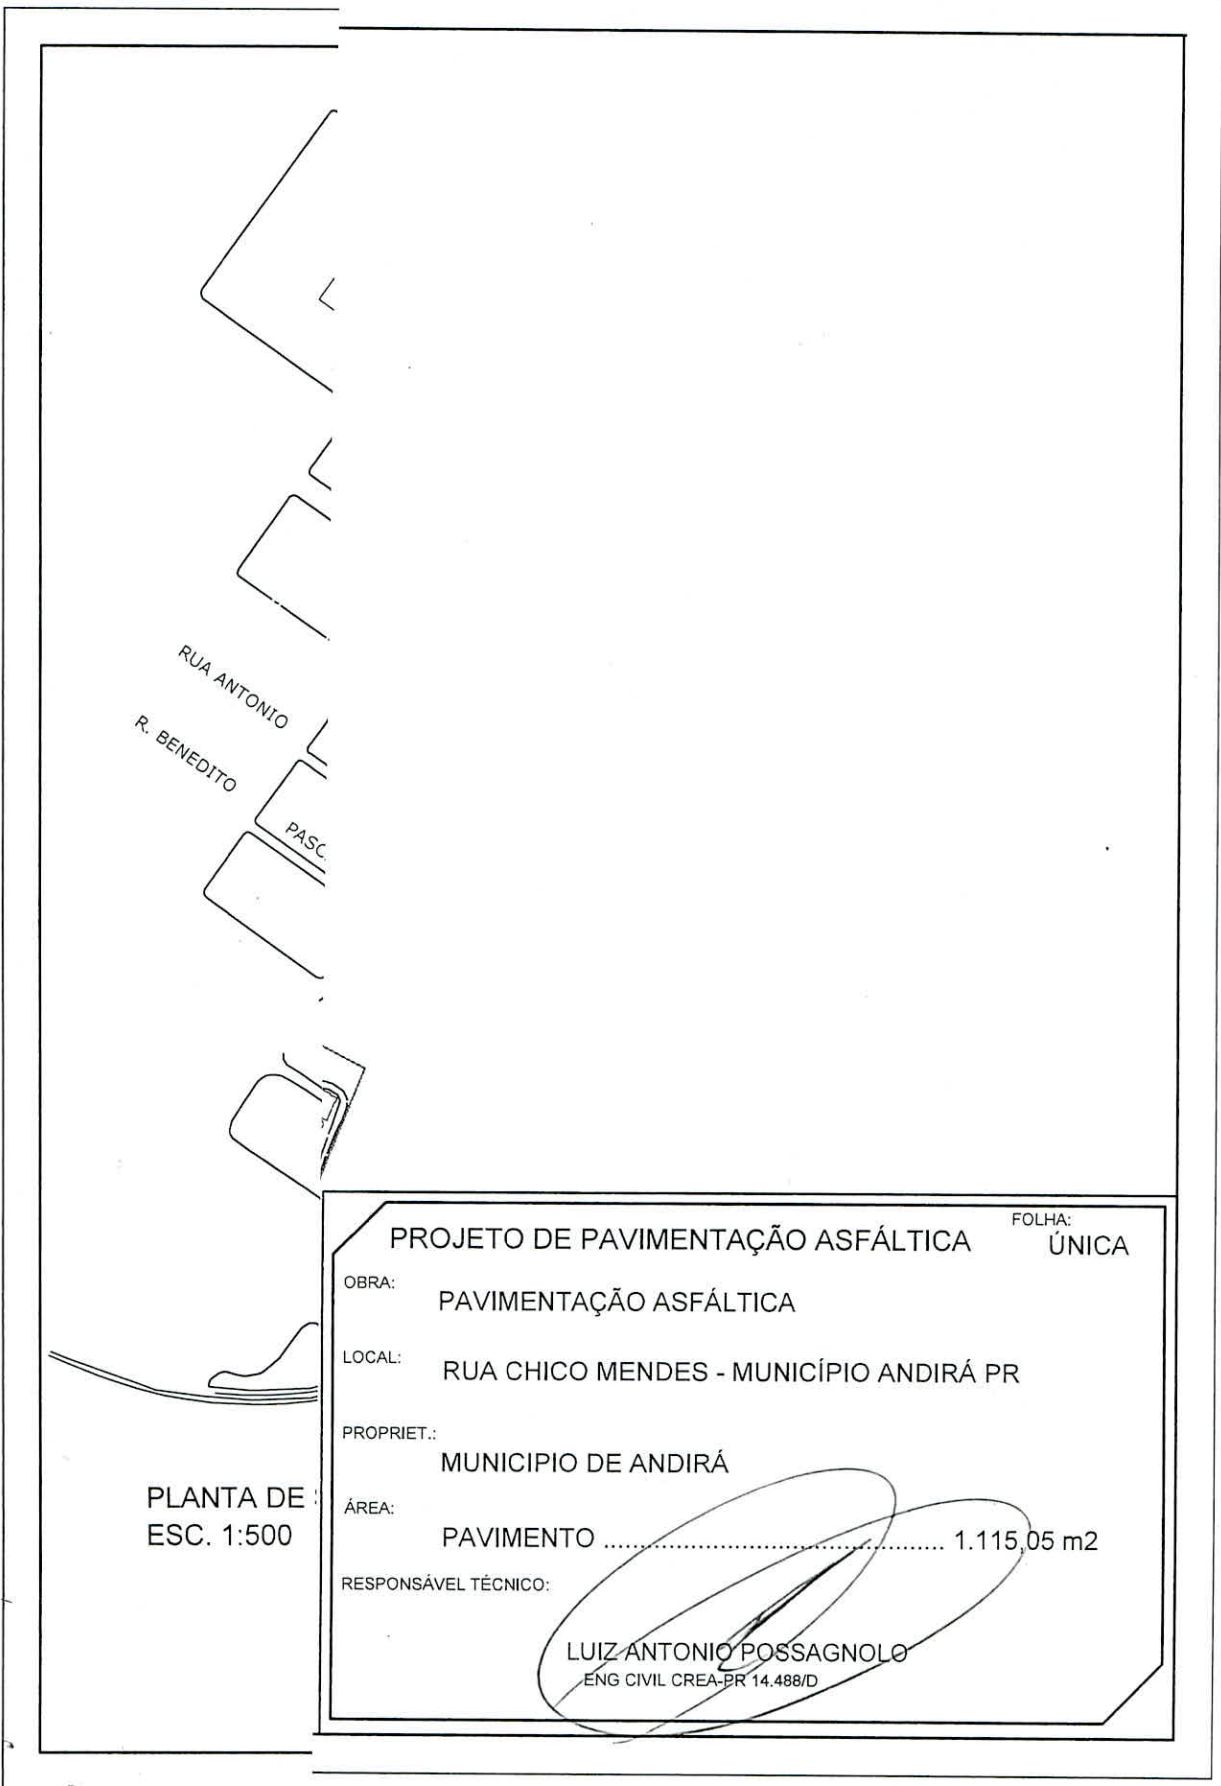 RUA ANTONIO
R. BENEDITO
PASC
PLANTA DE
ESC. 1:500
PROJETO DE PAVIMENTAÇÃO ASFÁLTICA
FOLHA:
ÚNICA
OBRA:
PAVIMENTAÇÃO ASFÁLTICA
LOCAL:
RUA CHICO MENDES - MUNICÍPIO ANDIRÁ PR
PROPRIET.:
MUNICIPIO DE ANDIRÁ
ÁREA:
PAVIMENTO ............................................. 1.115,05 m2
RESPONSÁVEL TÉCNICO:
LUIZ ANTONIO POSSAGNOLO
ENG CIVIL CREA-PR 14.488/D